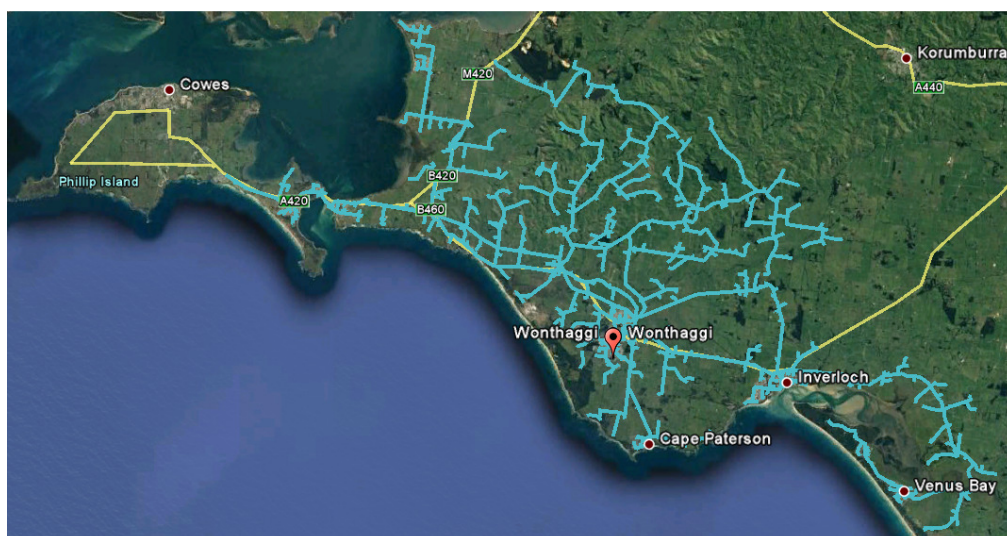 Korumburra
M420
A440
Cowes
B420
Phillip Island
A420
B460
Wonthaggi
Wonthaggi
Inverloch
Cape Paterson
Venus Bay